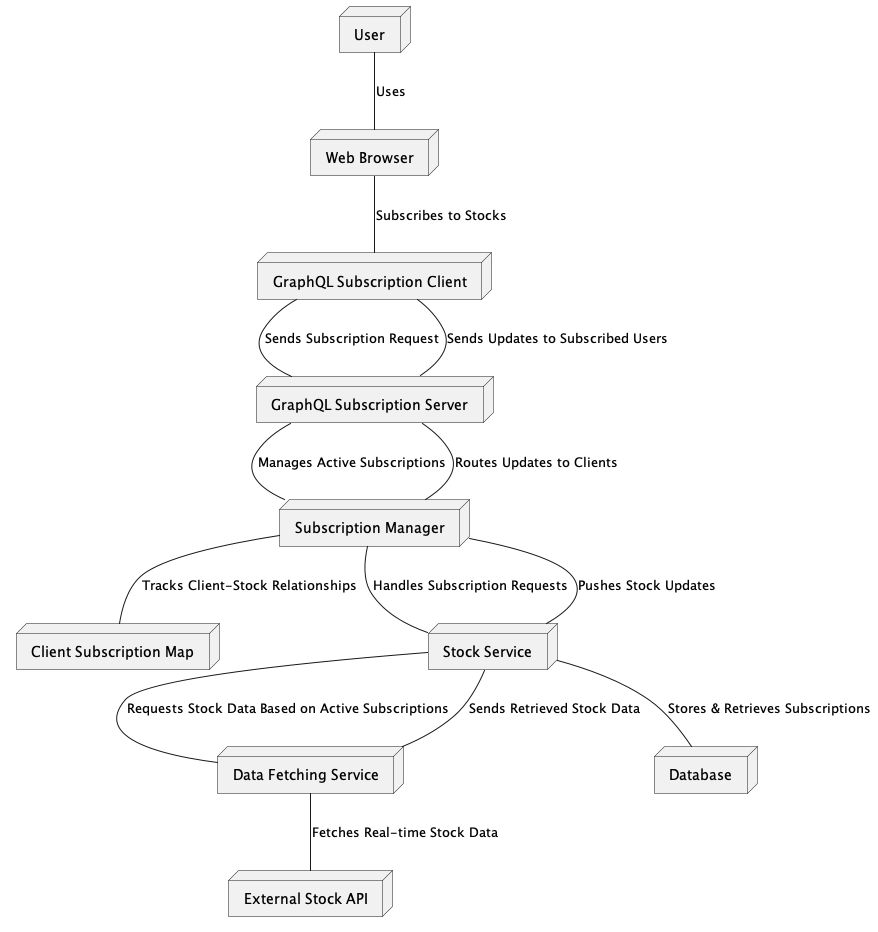 User
Uses
Web Browser
Subscribes to Stocks
GraphQL Subscription Client
Sends Subscription Request
Sends Updates to Subscribed Users
GraphQL Subscription Server
Manages Active Subscriptions
Routes Updates to Clients
Subscription Manager
Tracks Client-Stock Relationships
Handles Subscription Requests
Pushes Stock Updates
Client Subscription Map
Stock Service
Requests Stock Data Based on Active Subscriptions
Sends Retrieved Stock Data
Stores & Retrieves Subscriptions
Data Fetching Service
Database
Fetches Real-time Stock Data
External Stock API